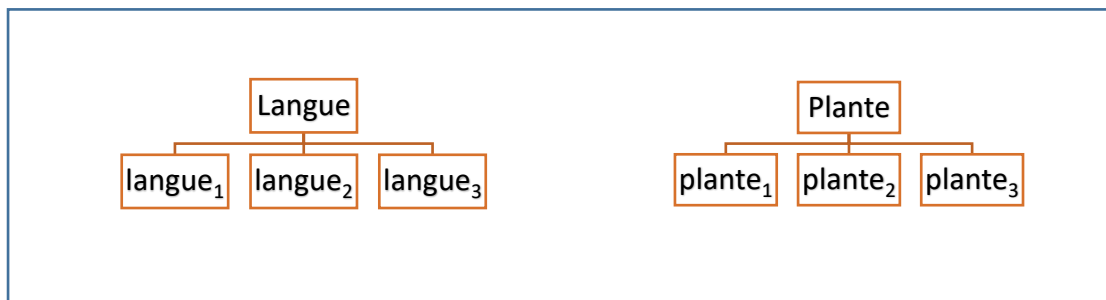 Langue
Plante
langue₁ langue₂ langue₃
plante₁ plante₂ plante₃